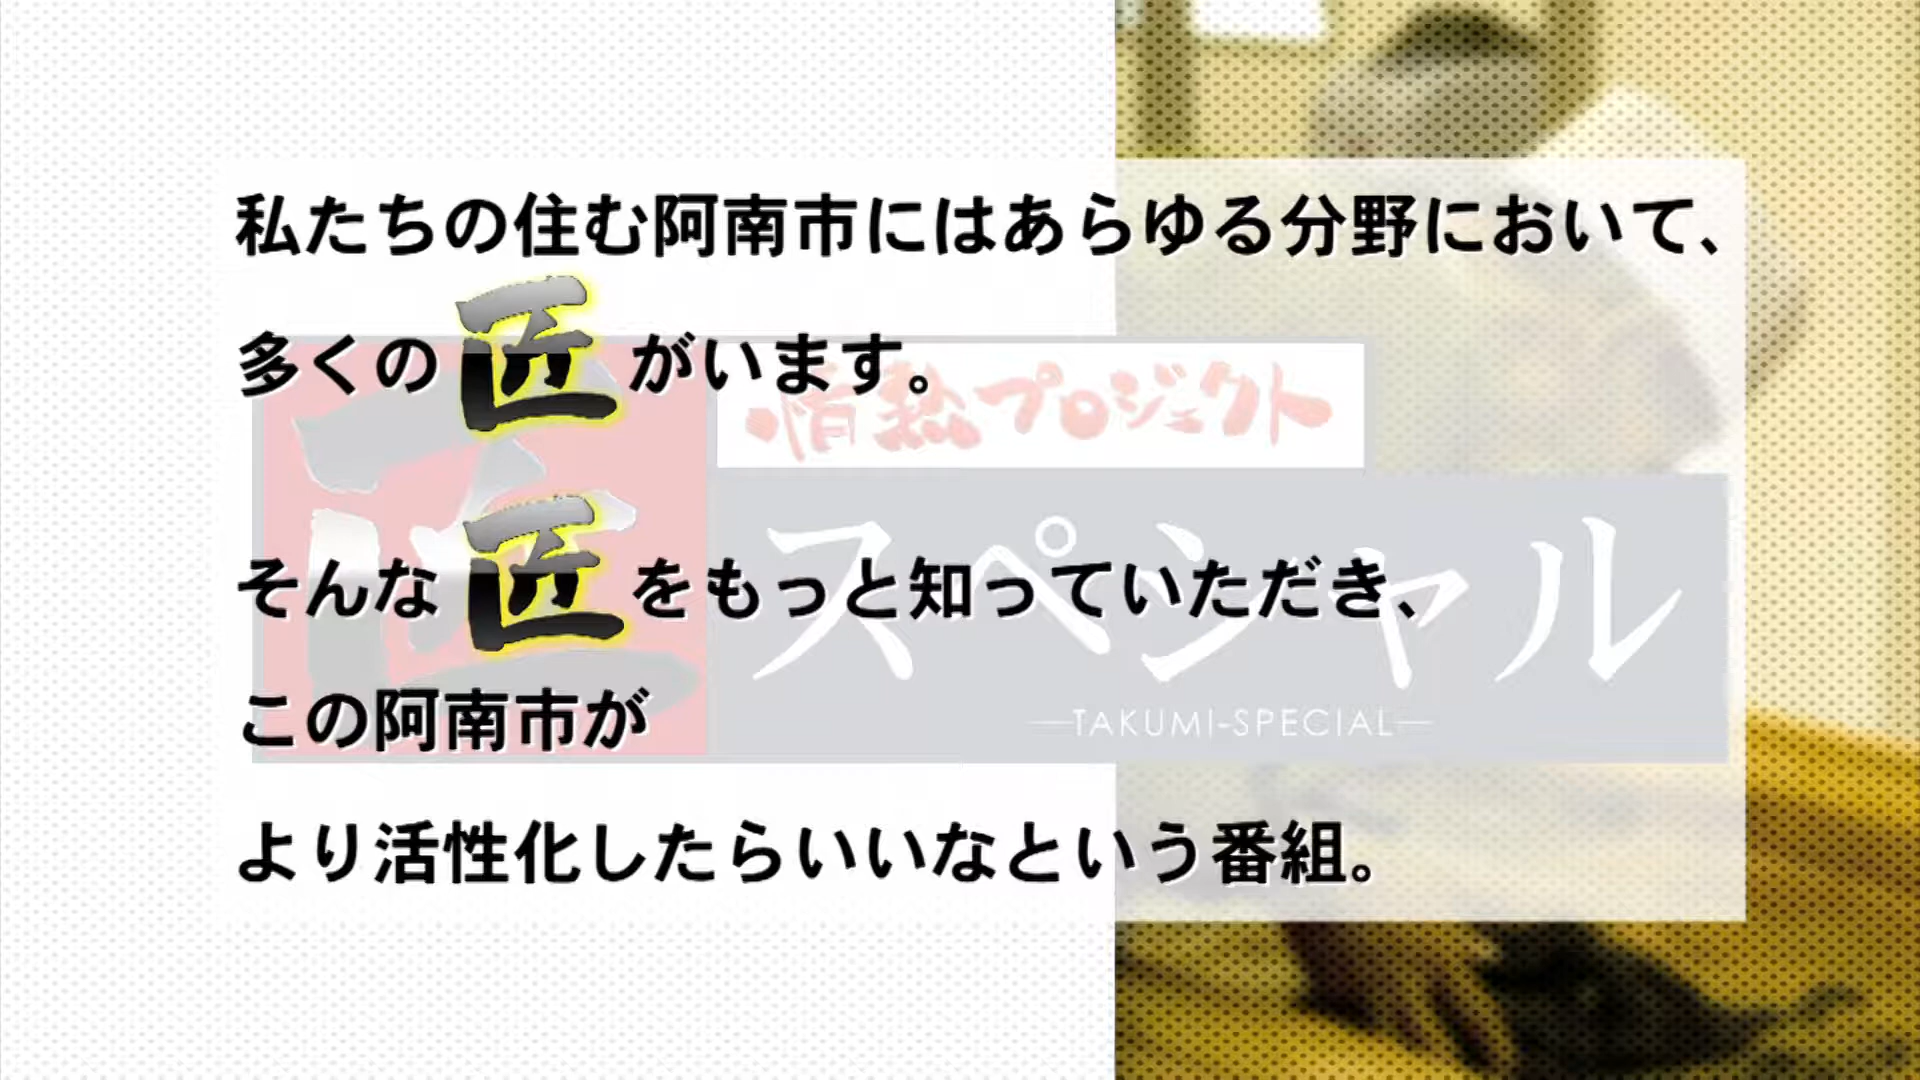 私たちの住む阿南市にはあらゆる分野において、
多くの匠がいます。
情熱プロジェクト
匠
スペシャル
そんな匠をもっと知っていただき、
TAKUMI-SPECIAL
この阿南市が
より活性化したらいいなという番組。